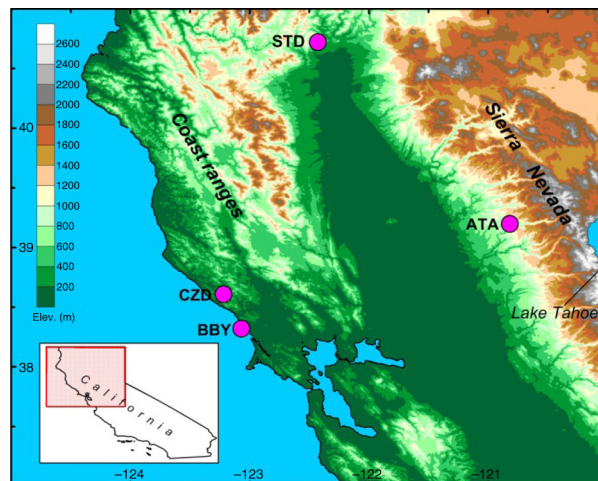 STD
2600
2400
2200
2000
1800
1600
1400
1200
1000
800
600
400
200
Elev. (m)
40
39
38
Coast ranges
Sierra Nevada
ATA
CZD
BBY
Lake Tahoe
California
−124
−123
−122
−121